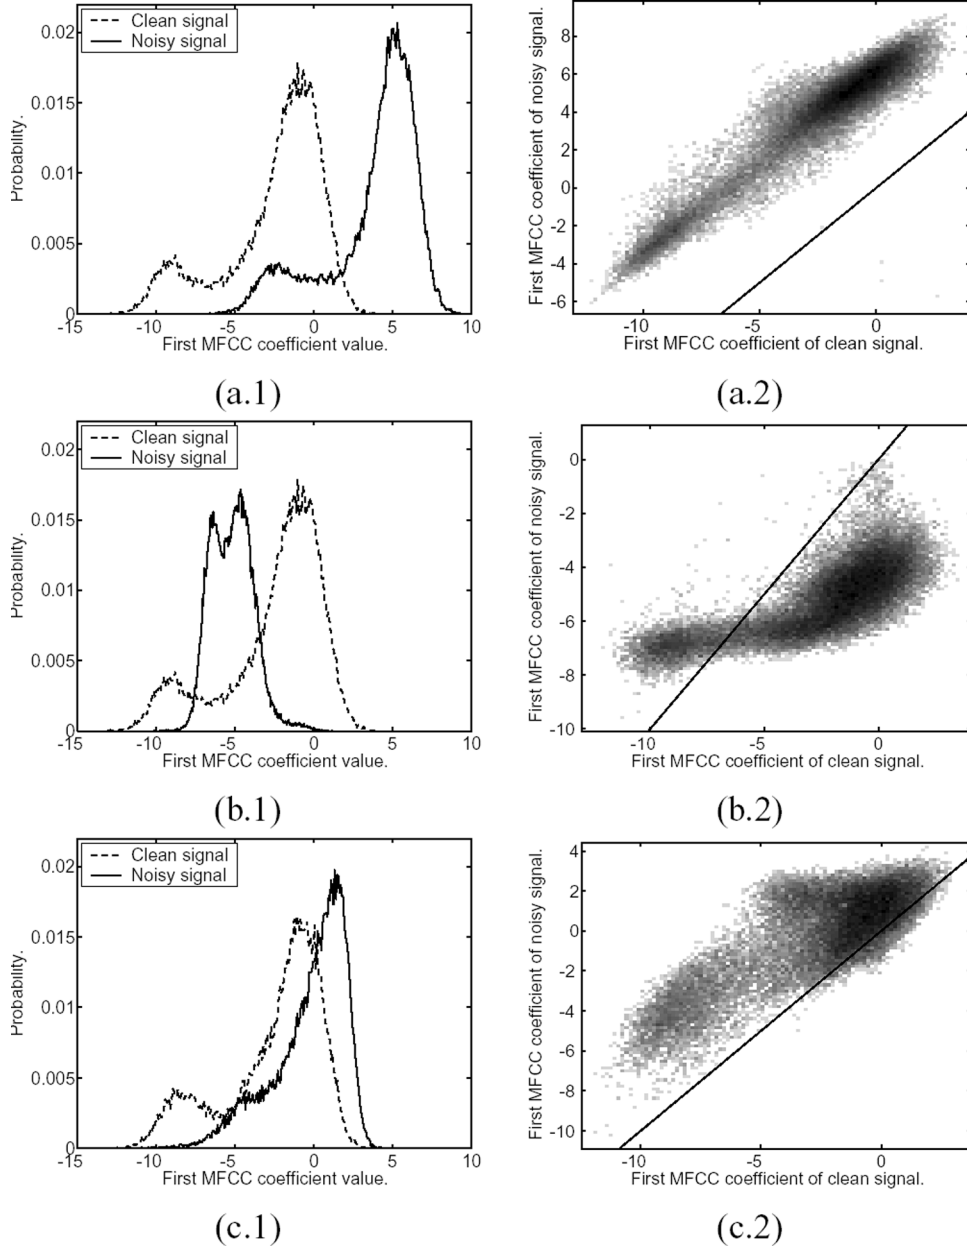 Clean signal
Noisy signal
Probability.
0.02
0.015
0.01
0.005
0
-15 -10 -5 0 5 10
First MFCC coefficient value.
(a.1)
First MFCC coefficient of noisy signal.
8
6
4
2
0
-2
-4
-6
-10 -5 0
First MFCC coefficient of clean signal.
(a.2)
Clean signal
Noisy signal
Probability.
0.02
0.015
0.01
0.005
0
-15 -10 -5 0 5 10
First MFCC coefficient value.
(b.1)
First MFCC coefficient of noisy signal.
0
-2
-4
-6
-8
-10
-10 -5 0
First MFCC coefficient of clean signal.
(b.2)
Clean signal
Noisy signal
Probability.
0.02
0.015
0.01
0.005
0
-15 -10 -5 0 5 10
First MFCC coefficient value.
(c.1)
First MFCC coefficient of noisy signal.
4
2
0
-2
-4
-6
-8
-10
-10 -5 0
First MFCC coefficient of clean signal.
(c.2)